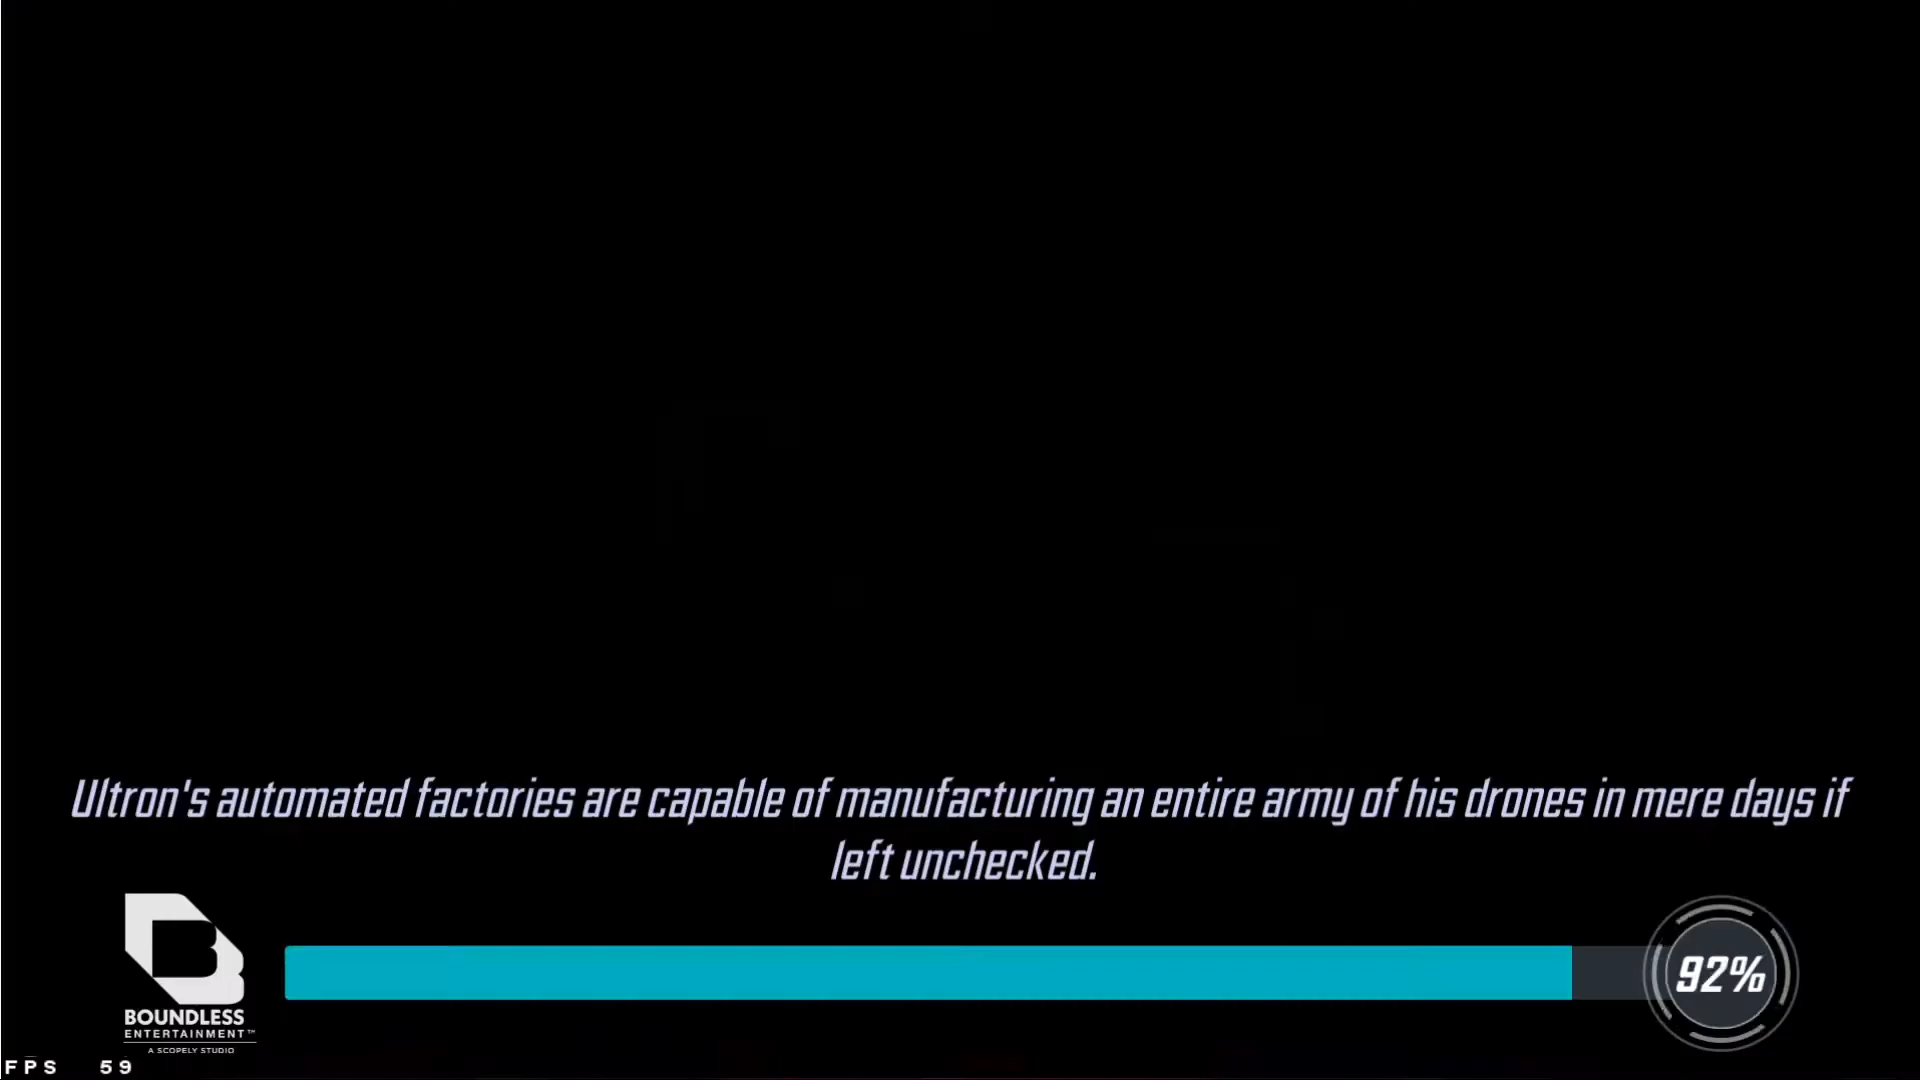 Ultron's automated factories are capable of manufacturing an entire army of his drones in mere days if
left unchecked.
92%
BOUNDLESS
ENTERTAINMENT™
A SCOPELY STUDIO
FPS 59